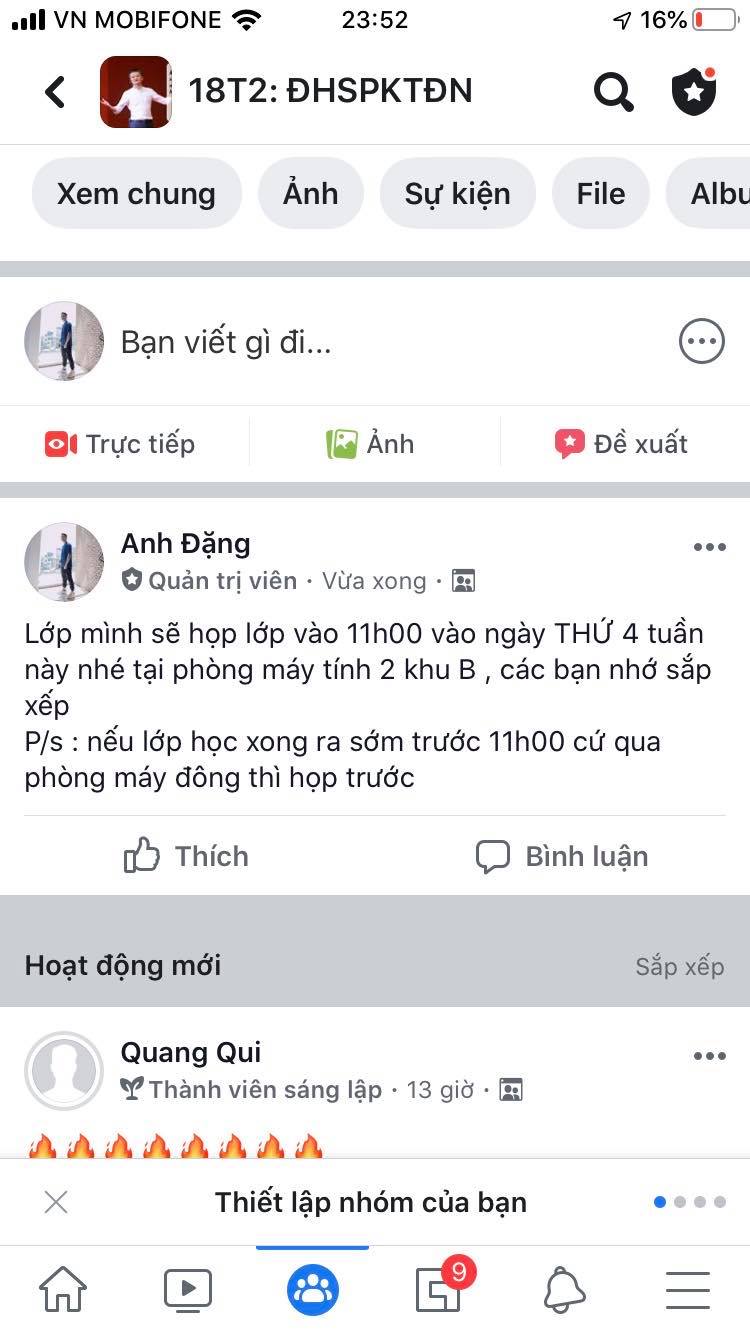 VN MOBIFONE 23:52 16%
18T2: ĐHSPKTĐN
Xem chung Ảnh Sự kiện File Albu
Bạn viết gì đi...
Trực tiếp Ảnh Đề xuất
Anh Đặng
Quản trị viên · Vừa xong ·
Lớp mình sẽ họp lớp vào 11h00 vào ngày THỨ 4 tuần
này nhé tại phòng máy tính 2 khu B , các bạn nhớ sắp
xếp
P/s : nếu lớp học xong ra sớm trước 11h00 cứ qua
phòng máy đông thì họp trước
Thích Bình luận
Hoạt động mới Sắp xếp
Quang Qui
Thành viên sáng lập · 13 giờ ·
🔥🔥🔥🔥🔥🔥🔥🔥
Thiết lập nhóm của bạn
9